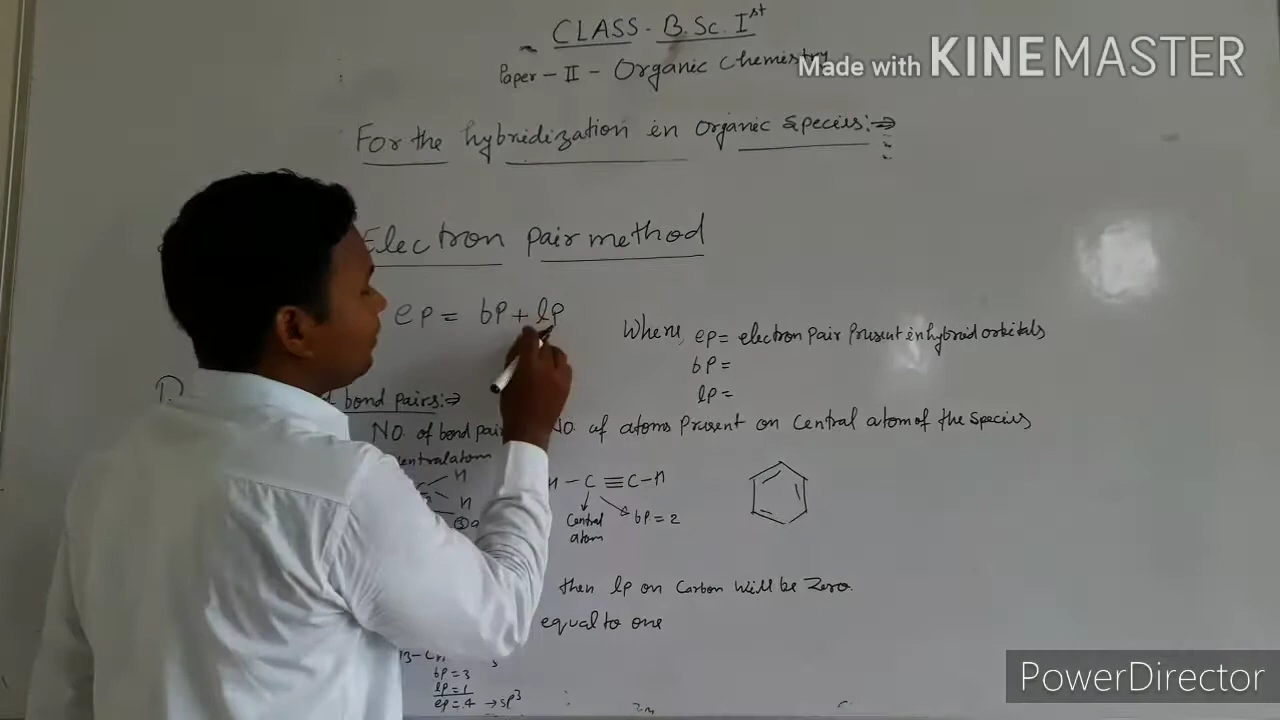 CLASS - B.Sc. Ist
Made with KINEMASTER
Paper - II - Organic Chemistry
For the hybridization in organic species:⇒
Electron pair method
ep = bp + lp
Where, ep = electron pair present in hybrid orbitals
bp =
lp =
bond pairs:⇒
No. of bond pair
No. of atoms present on Central atom of the species
H
H - C ≡ C - H
H
Central
atom
bp = 2
then lp on Carbon will be Zero.
equal to one
bp = 3
lp = 1
ep = 4 → sp3
PowerDirector